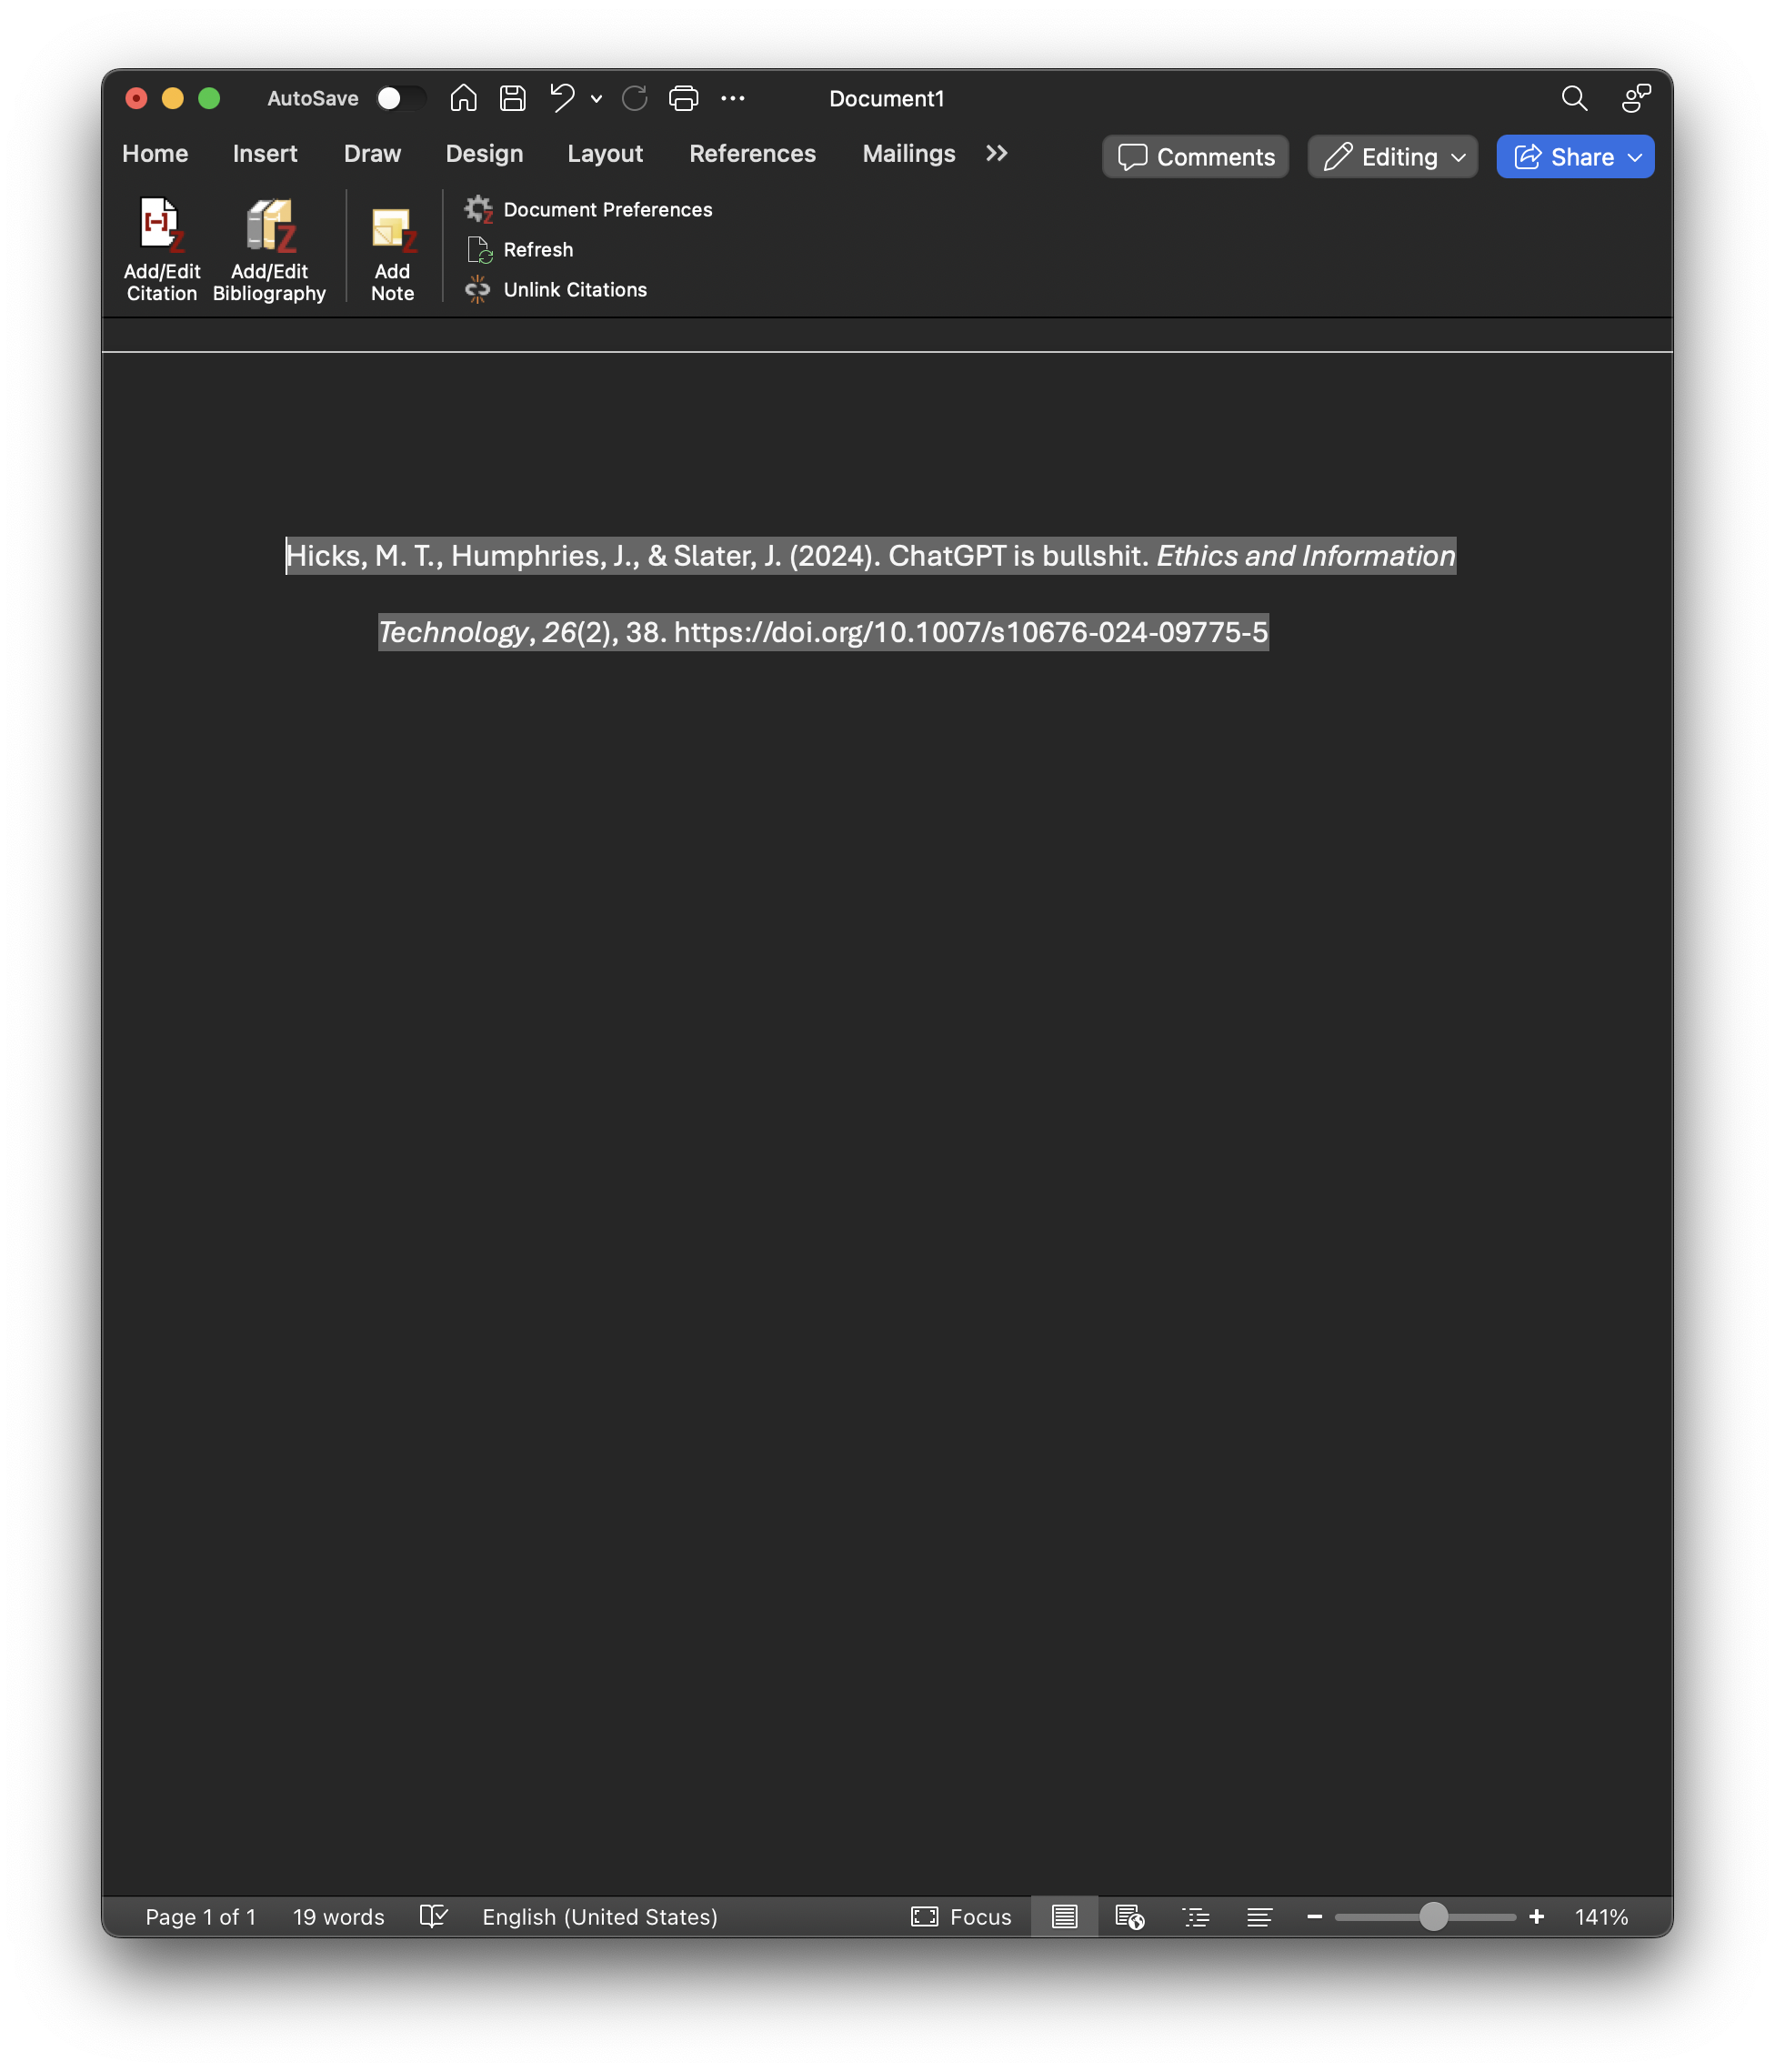 AutoSave Document1
Home Insert Draw Design Layout References Mailings Comments Editing Share
Add/Edit Citation
Add/Edit Bibliography
Add Note
Document Preferences
Refresh
Unlink Citations
Hicks, M. T., Humphries, J., & Slater, J. (2024). ChatGPT is bullshit. Ethics and Information
Technology, 26(2), 38. https://doi.org/10.1007/s10676-024-09775-5
Page 1 of 1 19 words English (United States) Focus 141%